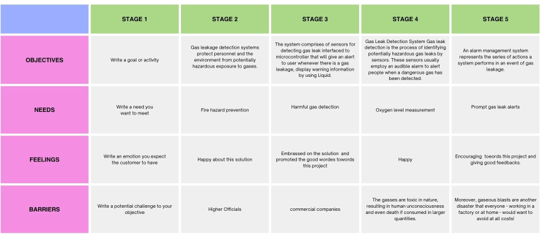 STAGE 1
STAGE 2
STAGE 3
STAGE 4
STAGE 5
OBJECTIVES
Write a goal or activity
Gas leakage detection systems
protect personnel and the
environment from potentially
hazardous exposure to gases.
The system comprises of sensors for
detecting gas leak interfaced to
microcontroller that will give an alert
to user whenever there is a gas
leakage, display warning information
by using Liquid.
Gas Leak Detection System Gas leak
detection is the process of identifying
potentially hazardous gas leaks by
sensors. These sensors usually
employ an audible alarm to alert
people when a dangerous gas has
been detected.
An alarm management system
represents the series of actions a
system performs in an event of gas
leakage.
NEEDS
Write a need you
want to meet
Fire hazard prevention
Harmful gas detection
Oxygen level measurement
Prompt gas leak alerts
FEELINGS
Write an emotion you expect
the customer to have
Happy about this solution
Embrassed on the solution and
promoted the good wordes towords
this project
Happy
Encouraging towords this project and
giving good feedbacks
BARRIERS
Write a potential challenge to your
objective
Higher Officials
commercial companies
The gasses are toxic in nature,
resulting in human unconsciousness
and even death if consumed in larger
quantities.
Moreover, gaseous blasts are another
disaster that everyone - working in a
factory or at home - would want to
avoid at all costs!